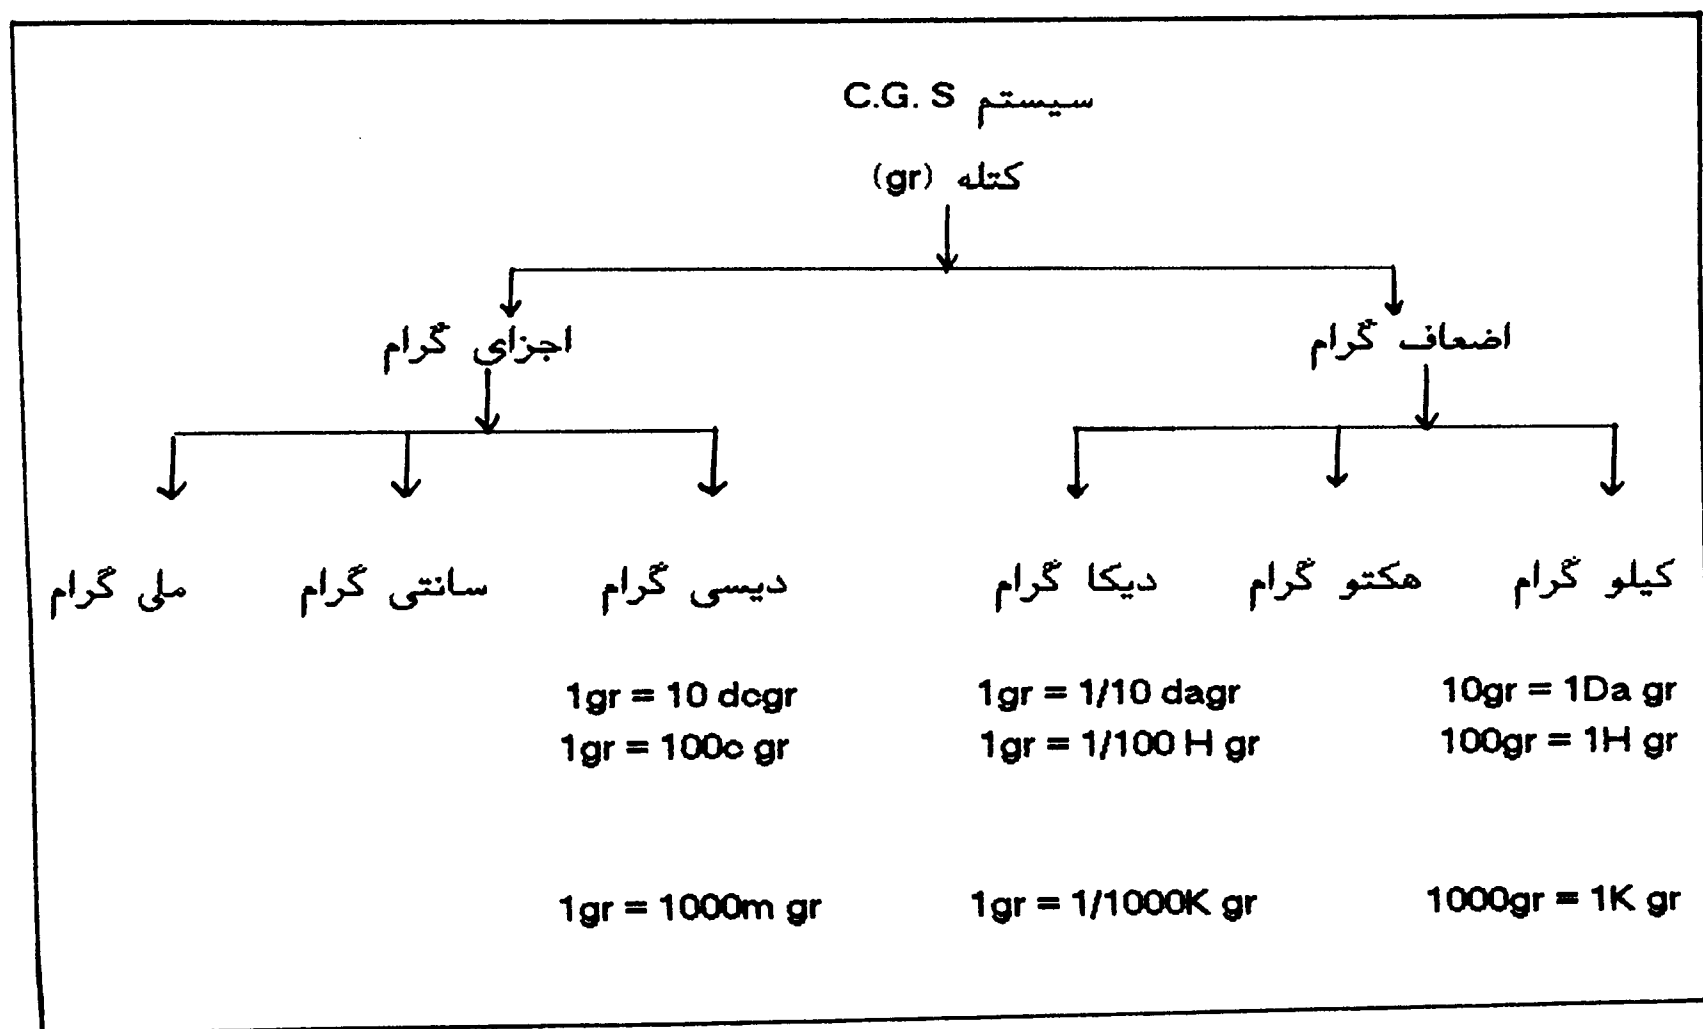 سیستم C.G. S
کتله (gr)
اضعاف گرام اجزای گرام
کیلو گرام هکتو گرام دیکا گرام دیسی گرام سانتی گرام ملی گرام
1gr = 10 dcgr 1gr = 1/10 dagr 10gr = 1Da gr
1gr = 100c gr 1gr = 1/100 H gr 100gr = 1H gr
1gr = 1000m gr 1gr = 1/1000K gr 1000gr = 1K gr